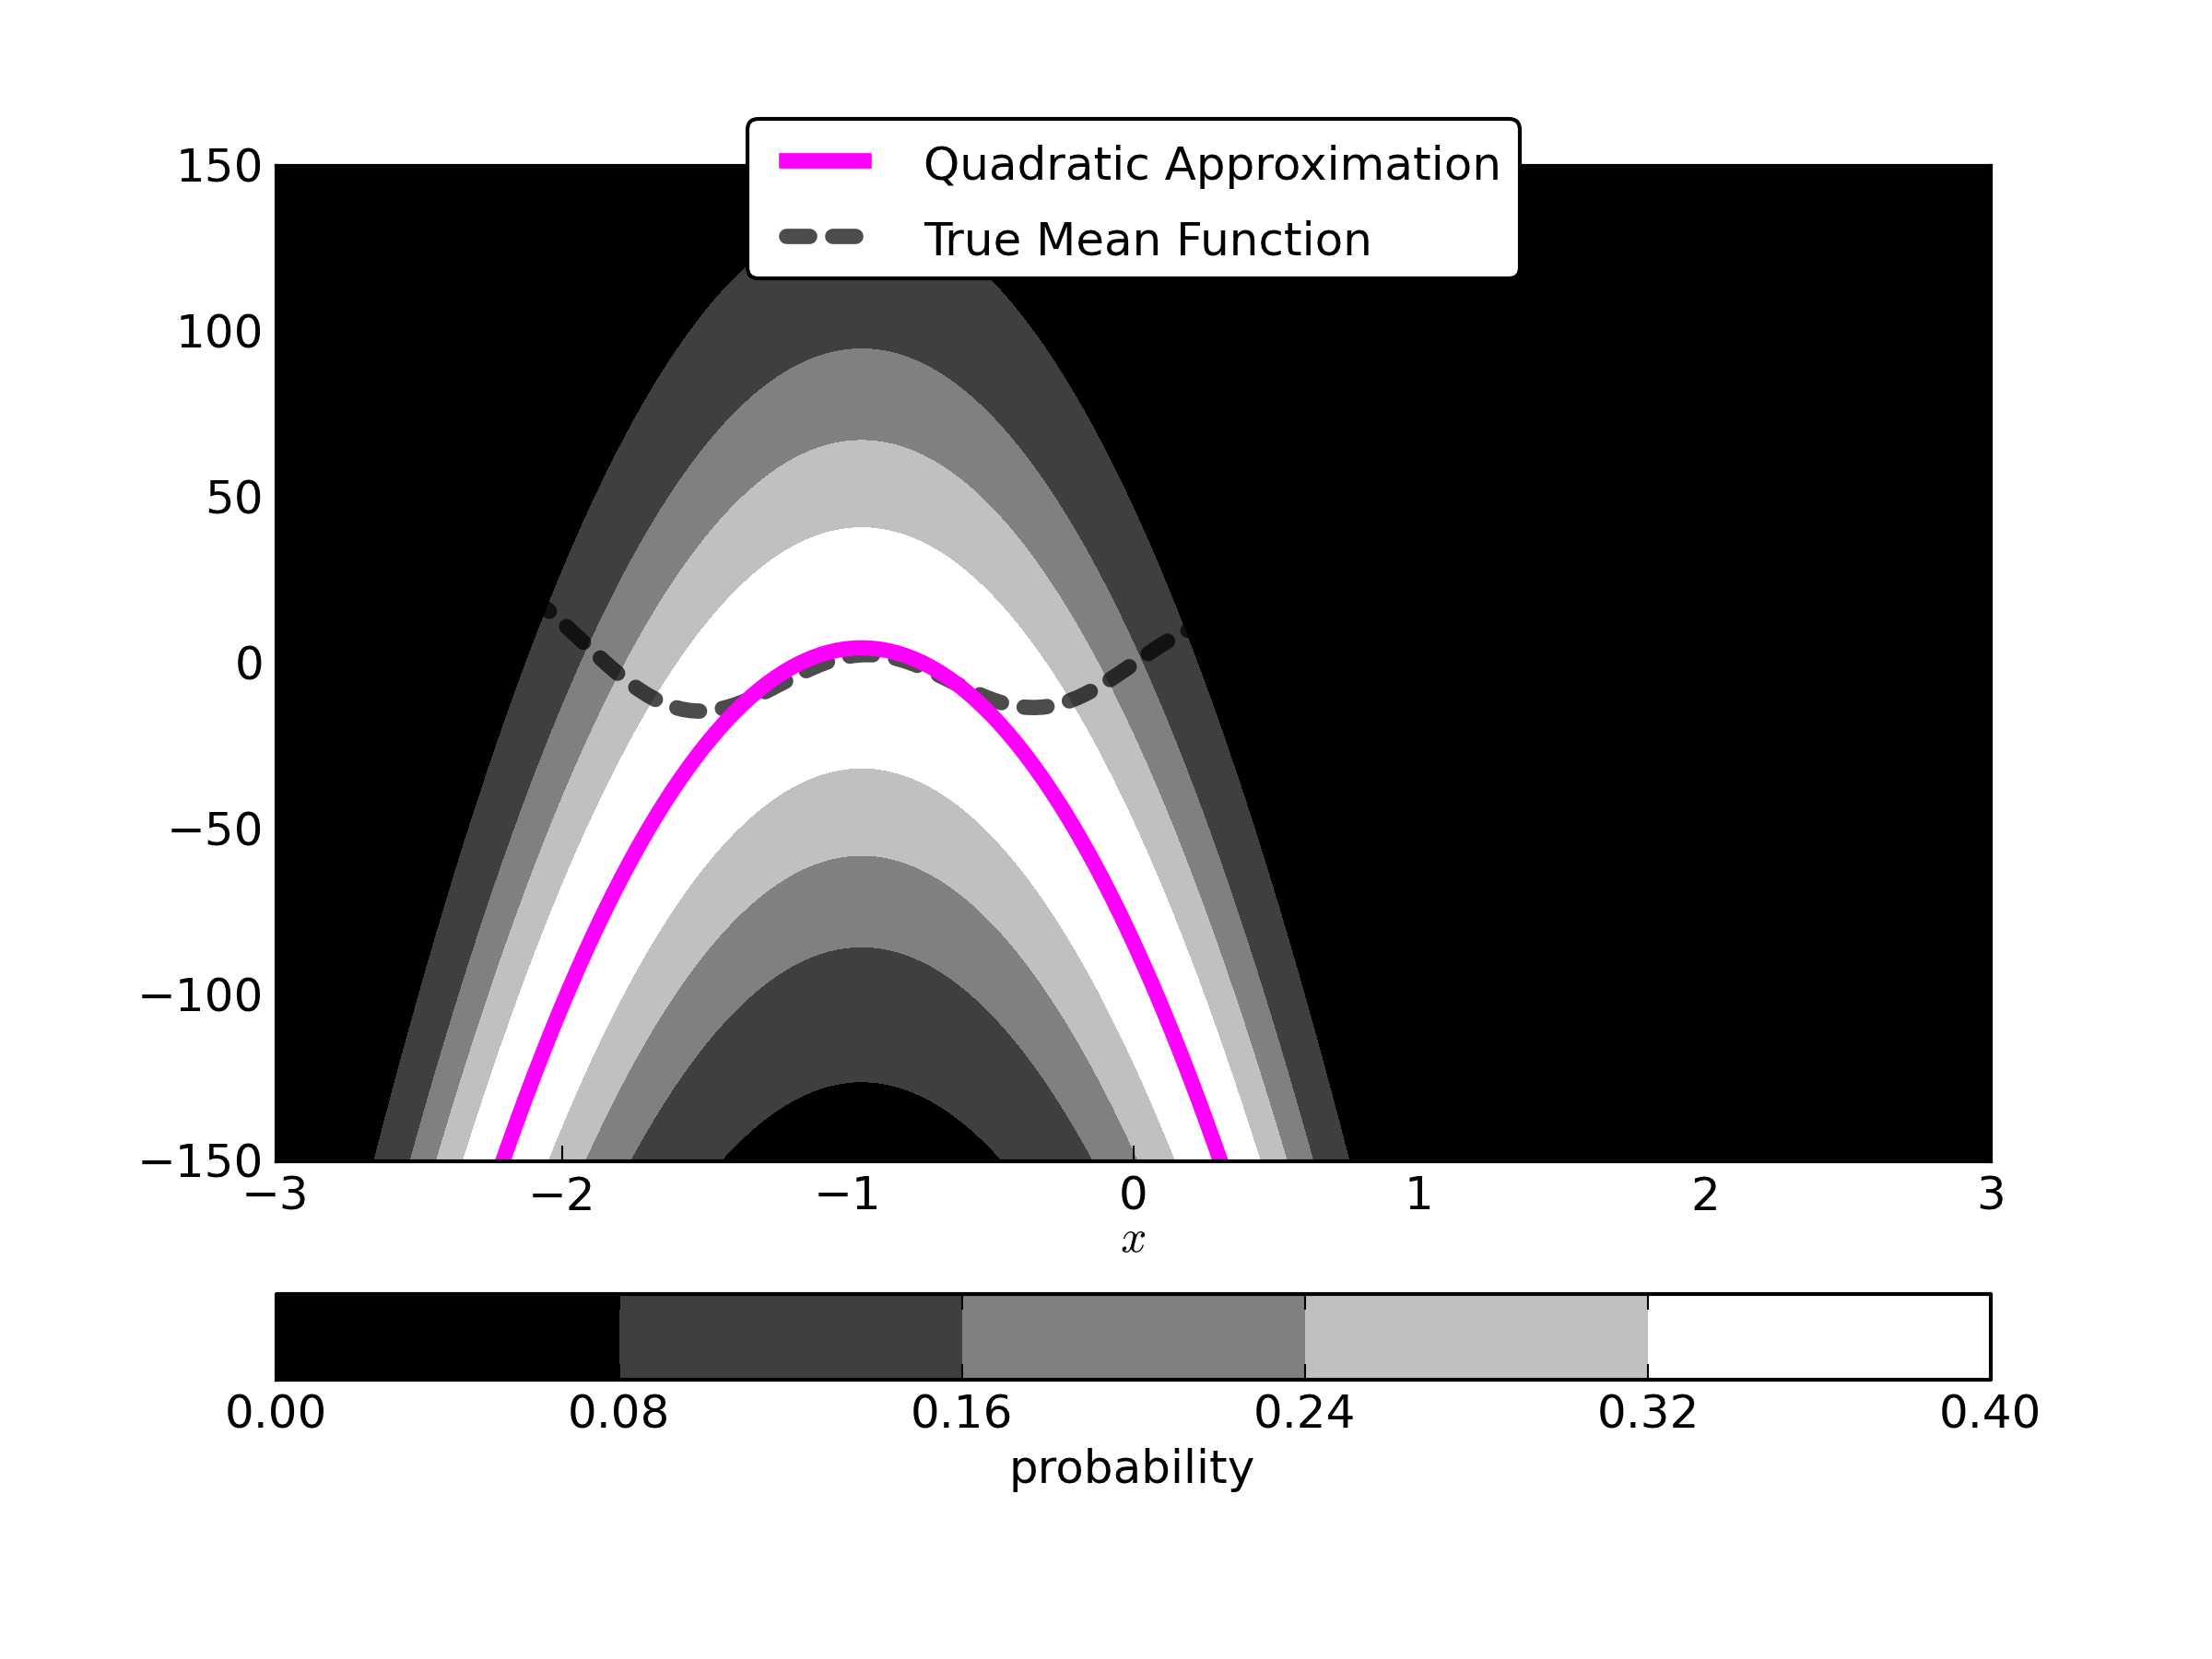 Quadratic Approximation
True Mean Function
150
100
50
0
−50
−100
−150
−3 −2 −1 0 1 2 3
x
0.00 0.08 0.16 0.24 0.32 0.40
probability